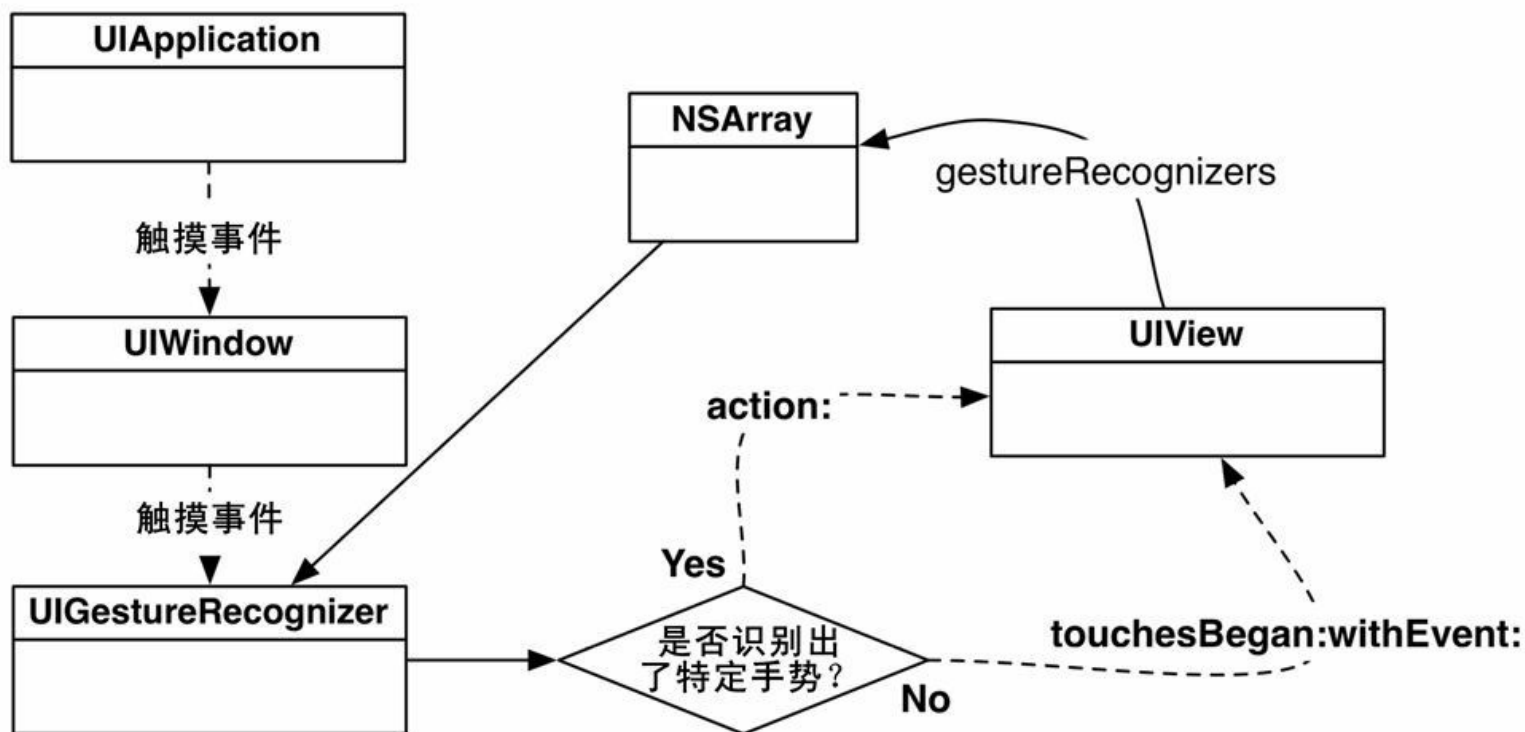 UIApplication
NSArray
gestureRecognizers
触摸事件
UIWindow
UIView
action:
触摸事件
Yes
UIGestureRecognizer
是否识别出
了特定手势？
touchesBegan:withEvent:
No